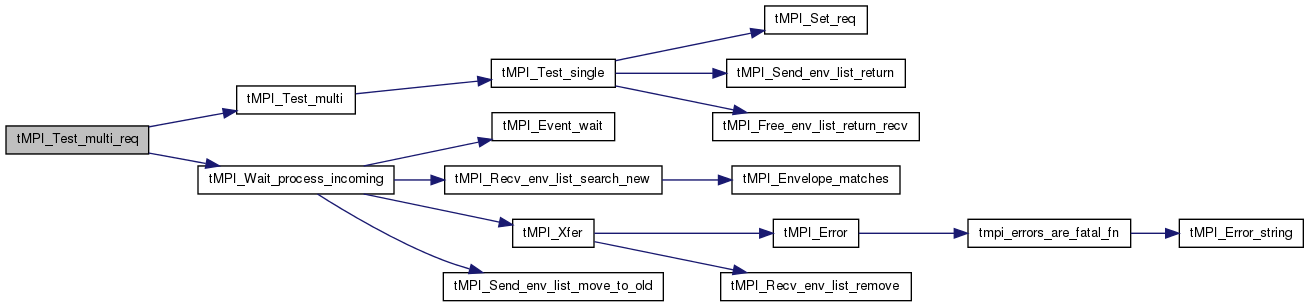 tMPI_Set_req
tMPI_Test_single
tMPI_Send_env_list_return
tMPI_Test_multi
tMPI_Free_env_list_return_recv
tMPI_Event_wait
tMPI_Test_multi_req
tMPI_Wait_process_incoming
tMPI_Recv_env_list_search_new
tMPI_Envelope_matches
tMPI_Xfer
tMPI_Error
tmpi_errors_are_fatal_fn
tMPI_Error_string
tMPI_Send_env_list_move_to_old
tMPI_Recv_env_list_remove